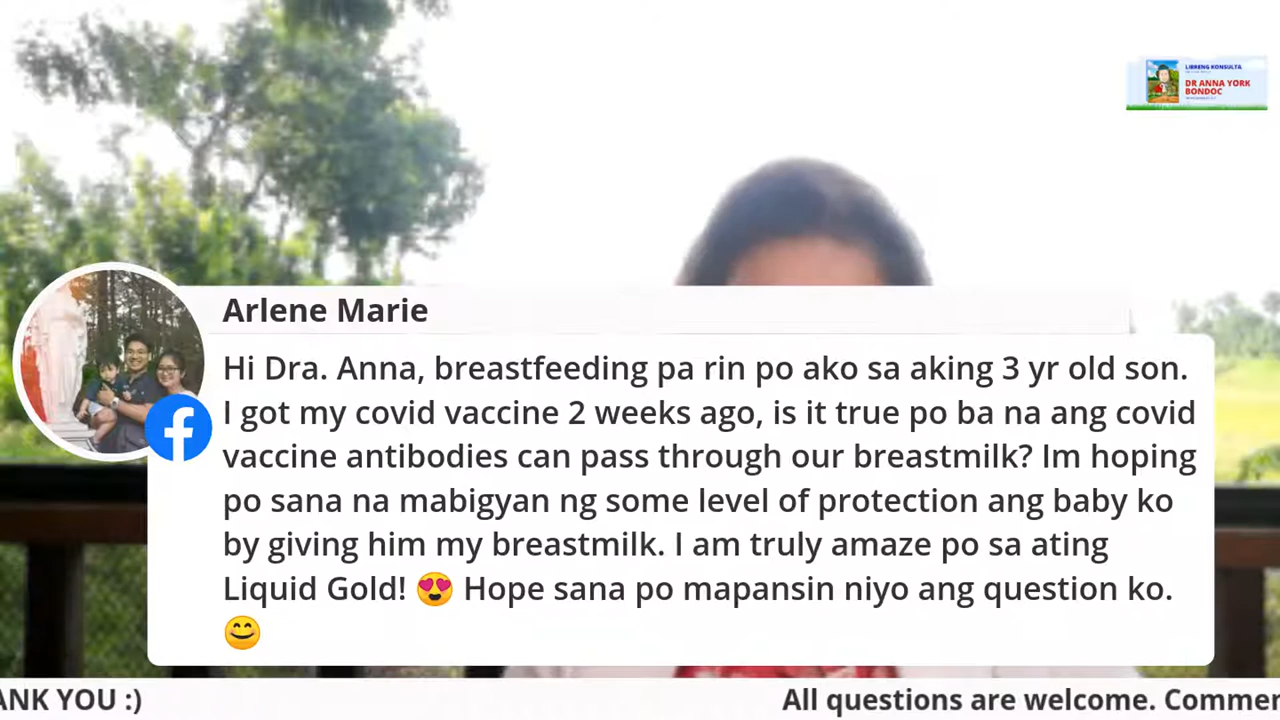 LIBRENG KONSULTA
DR ANNA YORK
BONDOC
Arlene Marie
Hi Dra. Anna, breastfeeding pa rin po ako sa aking 3 yr old son.
I got my covid vaccine 2 weeks ago, is it true po ba na ang covid
vaccine antibodies can pass through our breastmilk? Im hoping
po sana na mabigyan ng some level of protection ang baby ko
by giving him my breastmilk. I am truly amaze po sa ating
Liquid Gold! 😍 Hope sana po mapansin niyo ang question ko.
😊
ANK YOU :) All questions are welcome. Commen